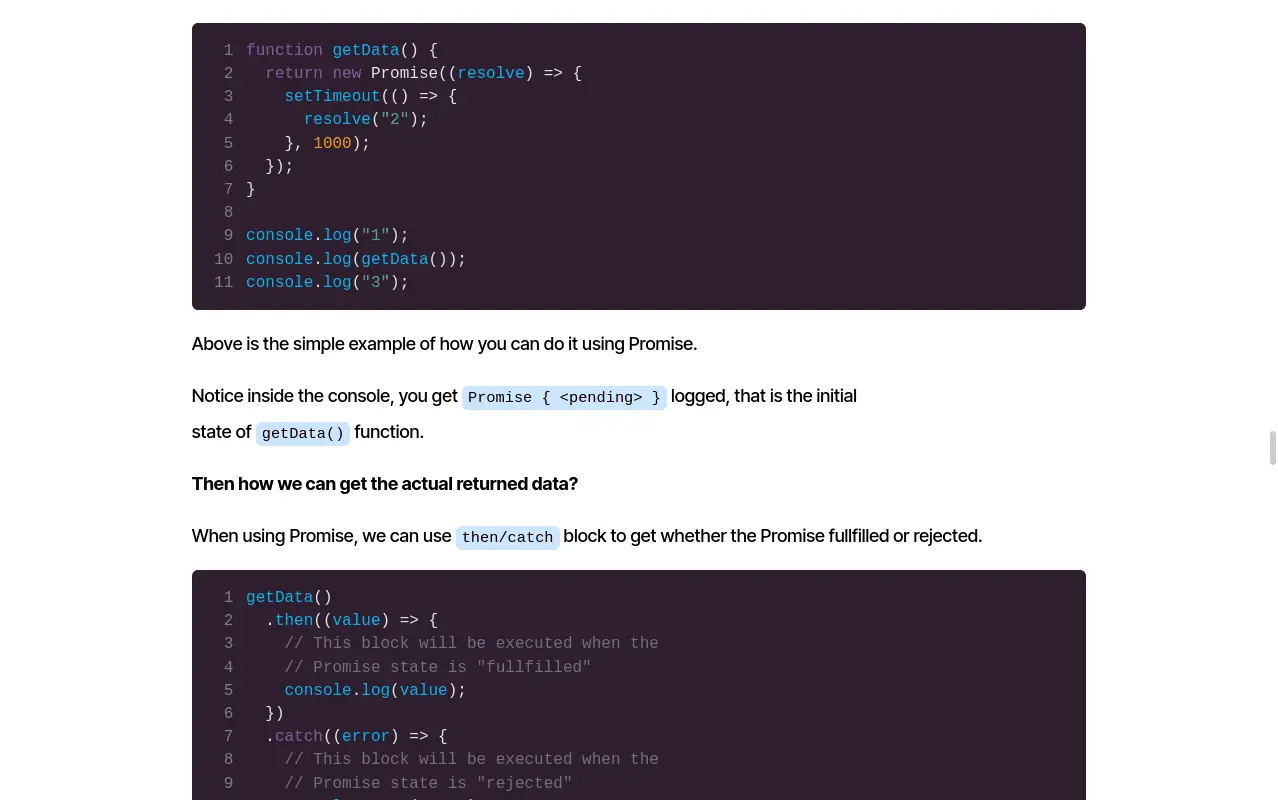 1 function getData() {
2   return new Promise((resolve) => {
3     setTimeout(() => {
4       resolve("2");
5     }, 1000);
6   });
7 }
8
9 console.log("1");
10 console.log(getData());
11 console.log("3");
Above is the simple example of how you can do it using Promise.
Notice inside the console, you get Promise { <pending> } logged, that is the initial
state of getData() function.
Then how we can get the actual returned data?
When using Promise, we can use then/catch block to get whether the Promise fullfilled or rejected.
1 getData()
2   .then((value) => {
3     // This block will be executed when the
4     // Promise state is "fullfilled"
5     console.log(value);
6   })
7   .catch((error) => {
8     // This block will be executed when the
9     // Promise state is "rejected"